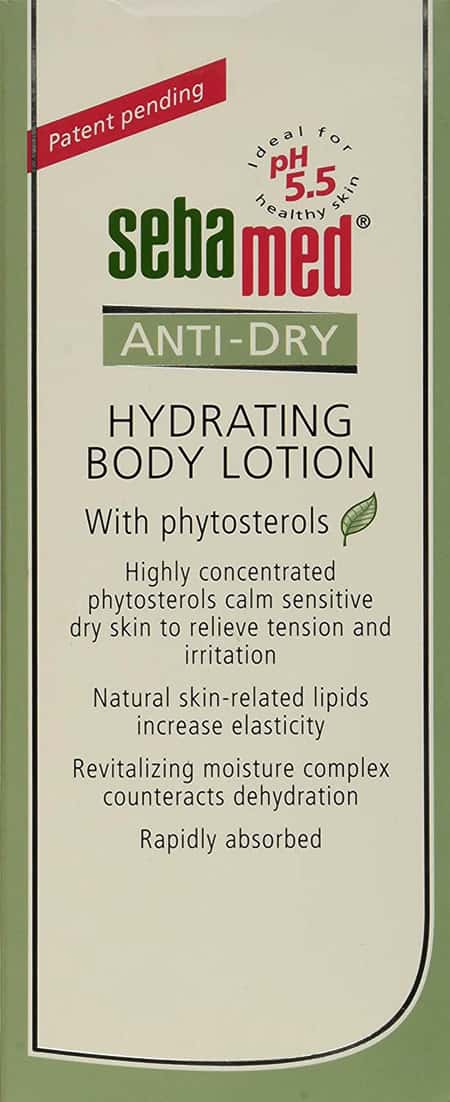 Patent pending
Ideal for
pH
5.5
healthy skin
sebamed®
ANTI-DRY
HYDRATING
BODY LOTION
With phytosterols
Highly concentrated
phytosterols calm sensitive
dry skin to relieve tension and
irritation
Natural skin-related lipids
increase elasticity
Revitalizing moisture complex
counteracts dehydration
Rapidly absorbed